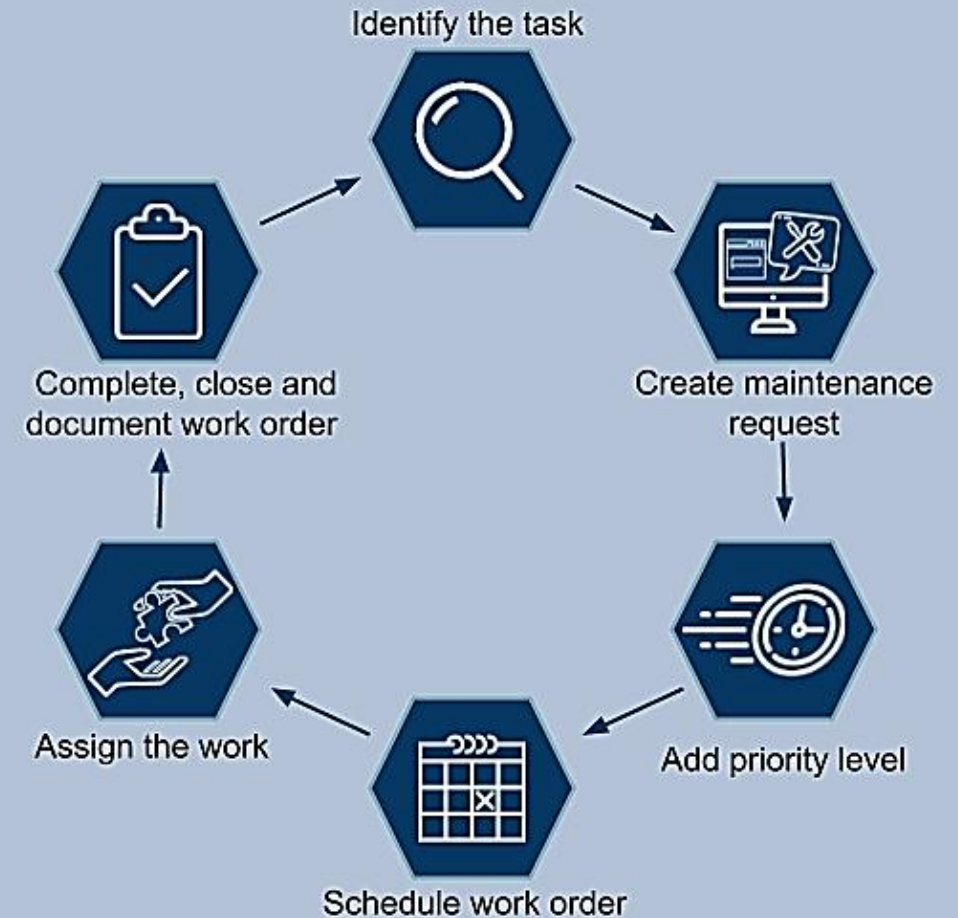 Identify the task
Create maintenance
request
Add priority level
Schedule work order
Assign the work
Complete, close and
document work order